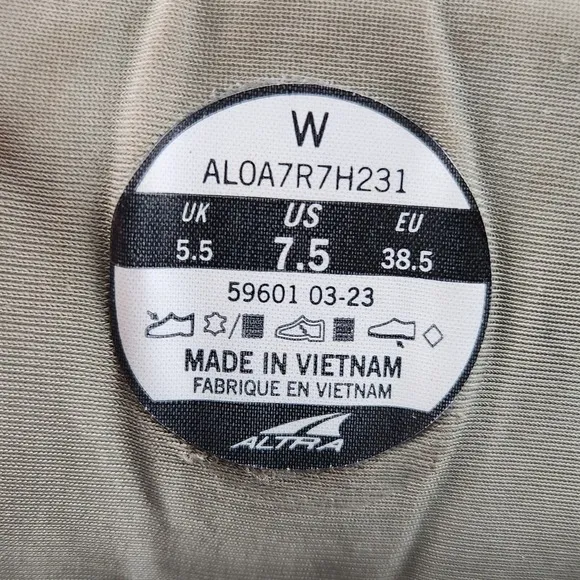 W
AL0A7R7H231
UK US EU
5.5 7.5 38.5
59601 03-23
MADE IN VIETNAM
FABRIQUE EN VIETNAM
ALTRA